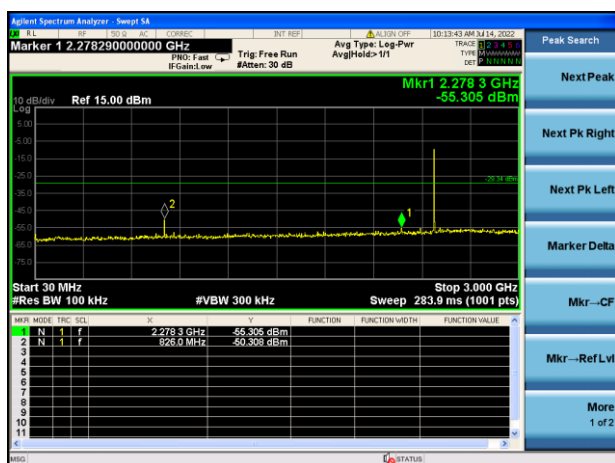 Agilent Spectrum Analyzer - Swept SA
RL RF 50 Ω AC CORREC INT REF ALIGN OFF 10:13:43 AM Jul 14, 2022
Marker 1 2.278290000000 GHz
PNO: Fast
IFGain:Low
Trig: Free Run
#Atten: 30 dB
Avg Type: Log-Pwr
Avg|Hold:>1/1
TRACE 1 2 3 4 5 6
TYPE M W W W W W
DET P N N N N N
Peak Search
Next Peak
Next Pk Right
Next Pk Left
Marker Delta
Mkr→CF
Mkr→Ref Lvl
More
1 of 2
Mkr1 2.278 3 GHz
-55.305 dBm
10 dB/div Ref 15.00 dBm
Log
5.00
-5.00
-15.0
-25.0
-35.0
-45.0
-55.0
-65.0
-75.0
-29.34 dBm
2
1
Start 30 MHz Stop 3.000 GHz
#Res BW 100 kHz #VBW 300 kHz Sweep 283.9 ms (1001 pts)
MKR MODE TRC SCL X Y FUNCTION FUNCTION WIDTH FUNCTION VALUE
1 N 1 f 2.278 3 GHz -55.305 dBm
2 N 1 f 826.0 MHz -50.308 dBm
3
4
5
6
7
8
9
10
11
MSG STATUS